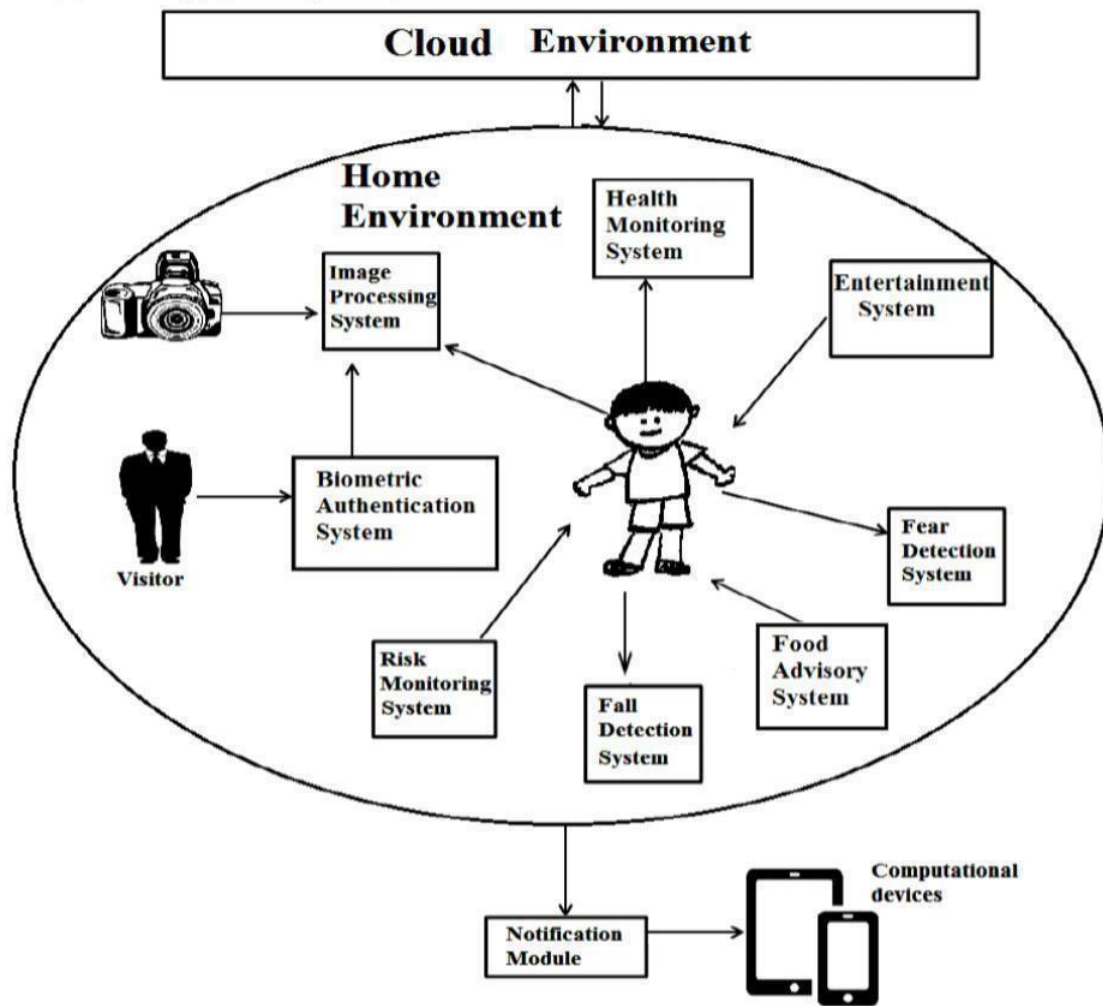 Cloud Environment
Home
Environment
Health
Monitoring
System
Image
Processing
System
Entertainment
System
Biometric
Authentication
System
Visitor
Fear
Detection
System
Risk
Monitoring
System
Food
Advisory
System
Fall
Detection
System
Computational
devices
Notification
Module